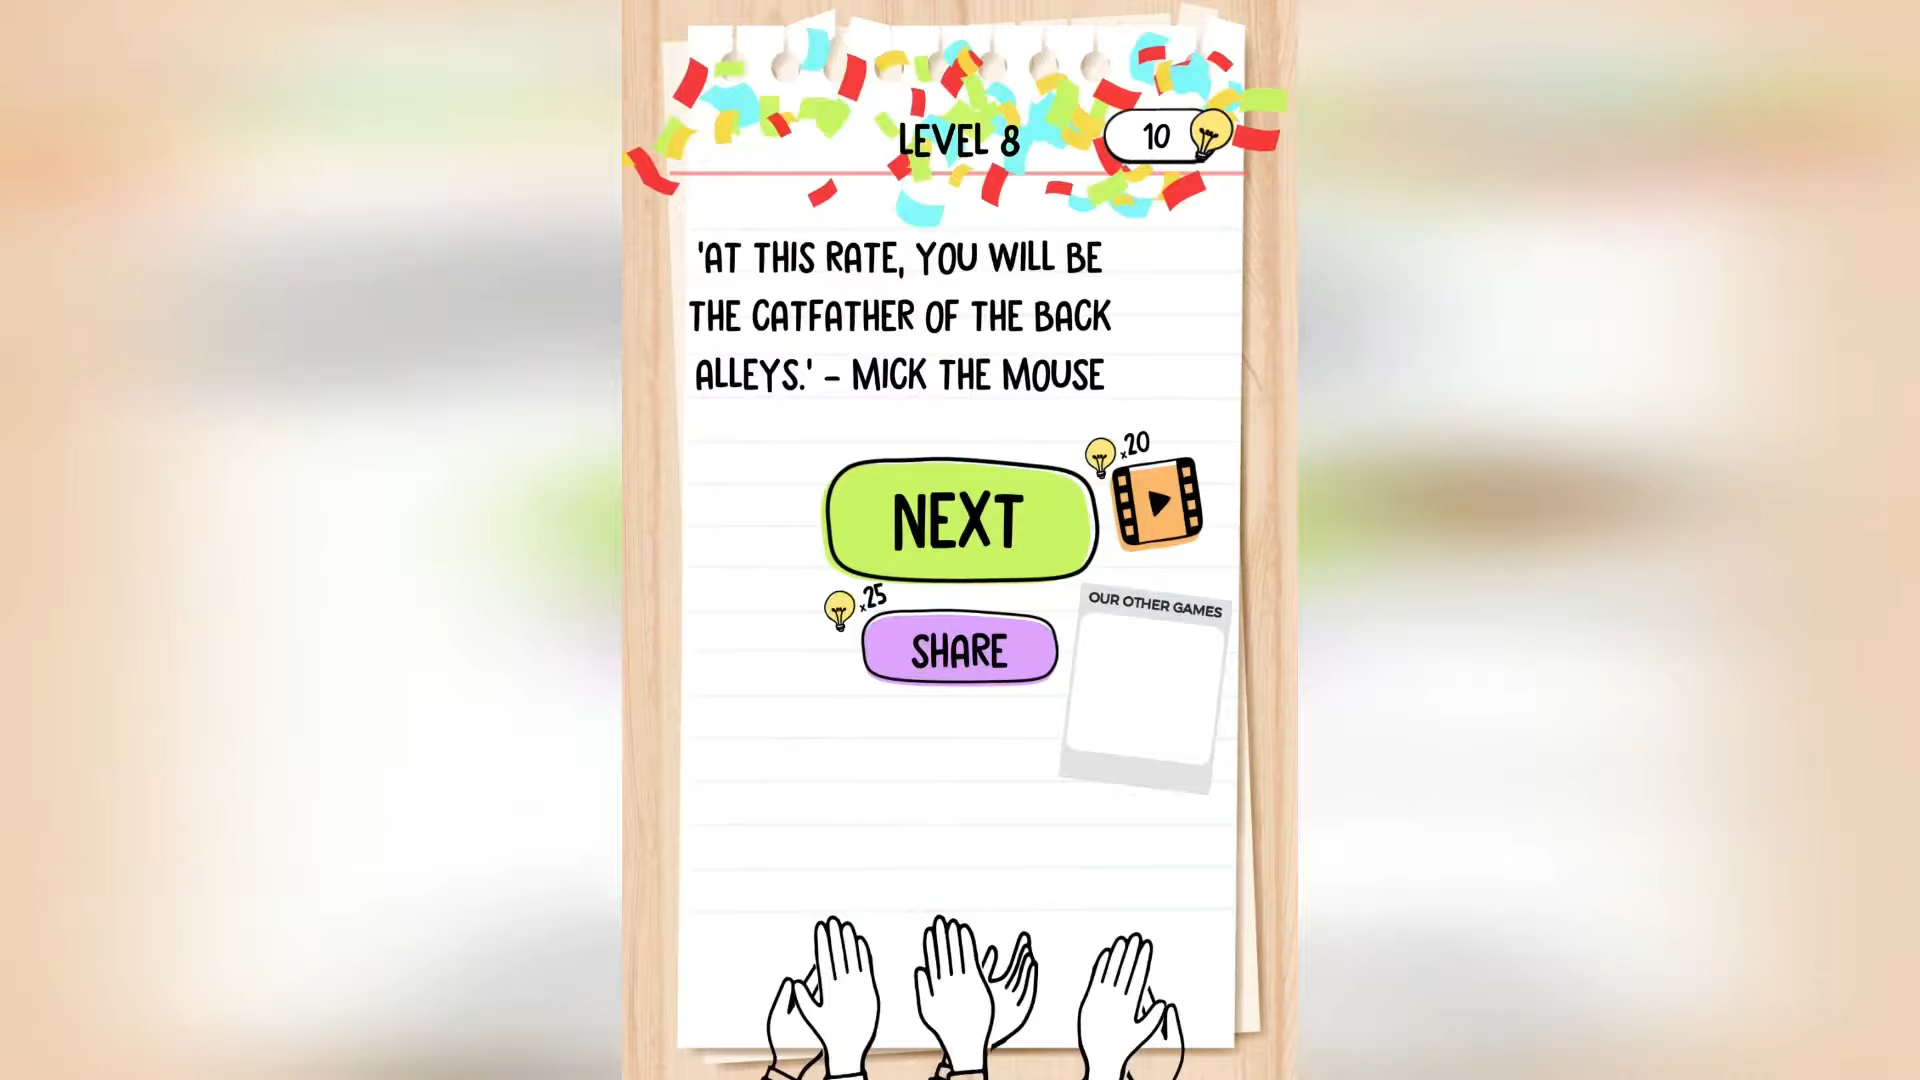 LEVEL 8
10
'AT THIS RATE, YOU WILL BE
THE CATFATHER OF THE BACK
ALLEYS.' - MICK THE MOUSE
x20
NEXT
x25
OUR OTHER GAMES
SHARE